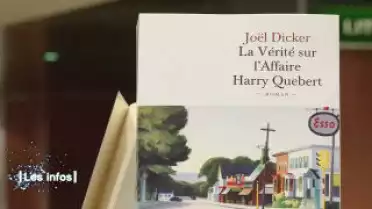 Joël Dicker
La Vérité sur
l'Affaire
Harry Quebert
ROMAN
Esso
Les infos